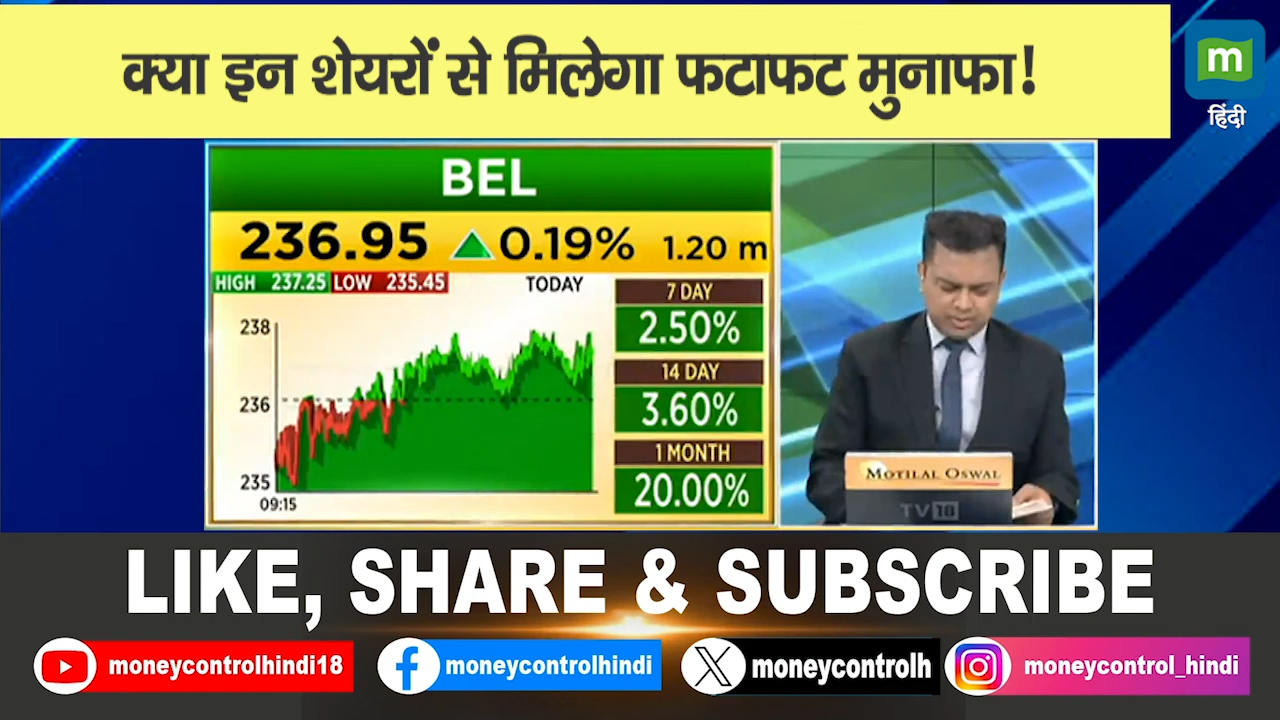 क्या इन शेयरों से मिलेगा फटाफट मुनाफा!
m
हिंदी
BEL
236.95 ▲ 0.19% 1.20 m
HIGH 237.25 LOW 235.45 TODAY
238
236
235
09:15
7 DAY
2.50%
14 DAY
3.60%
1 MONTH
20.00%
MOTILAL OSWAL
TV18
LIKE, SHARE & SUBSCRIBE
moneycontrolhindi18
moneycontrolhindi
moneycontrolh
moneycontrol_hindi